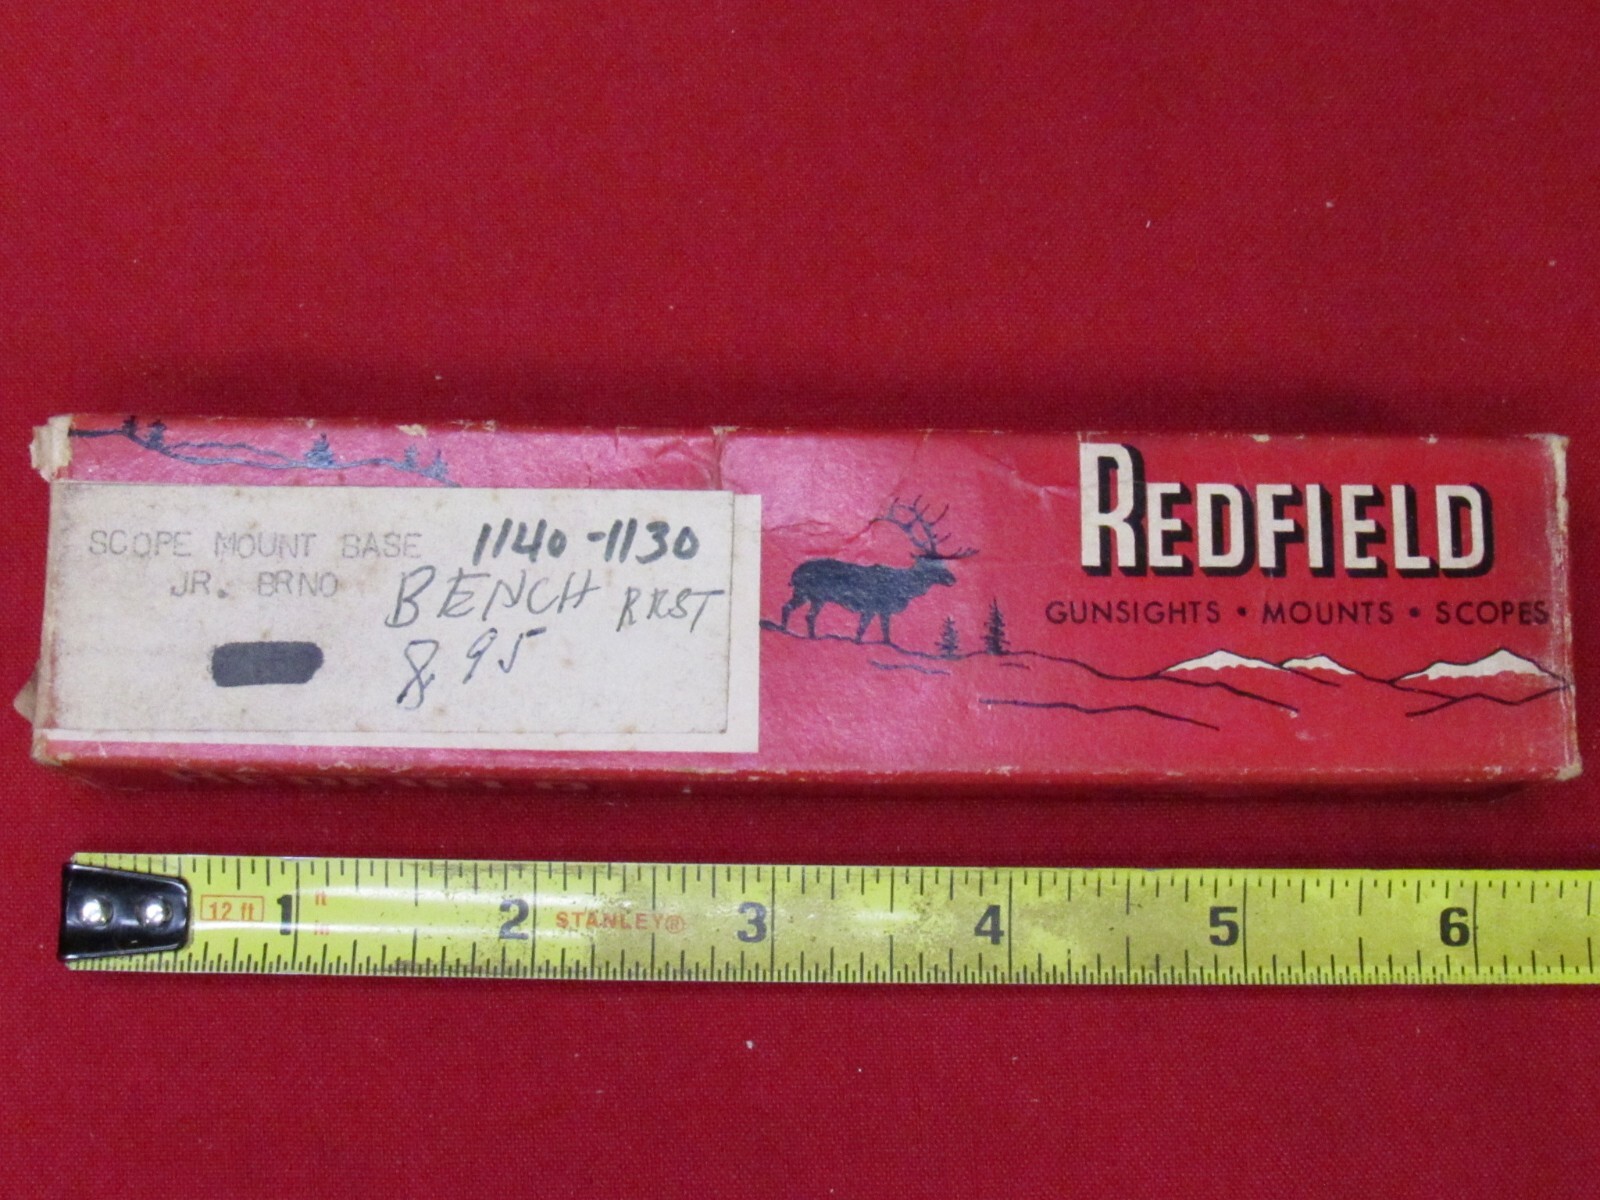 SCOPE MOUNT BASE 1140-1130
JR. BRNO BENCH
8.95
REDFIELD
GUNSIGHTS • MOUNTS • SCOPES
12 ft 1 2 STANLEY® 3 4 5 6